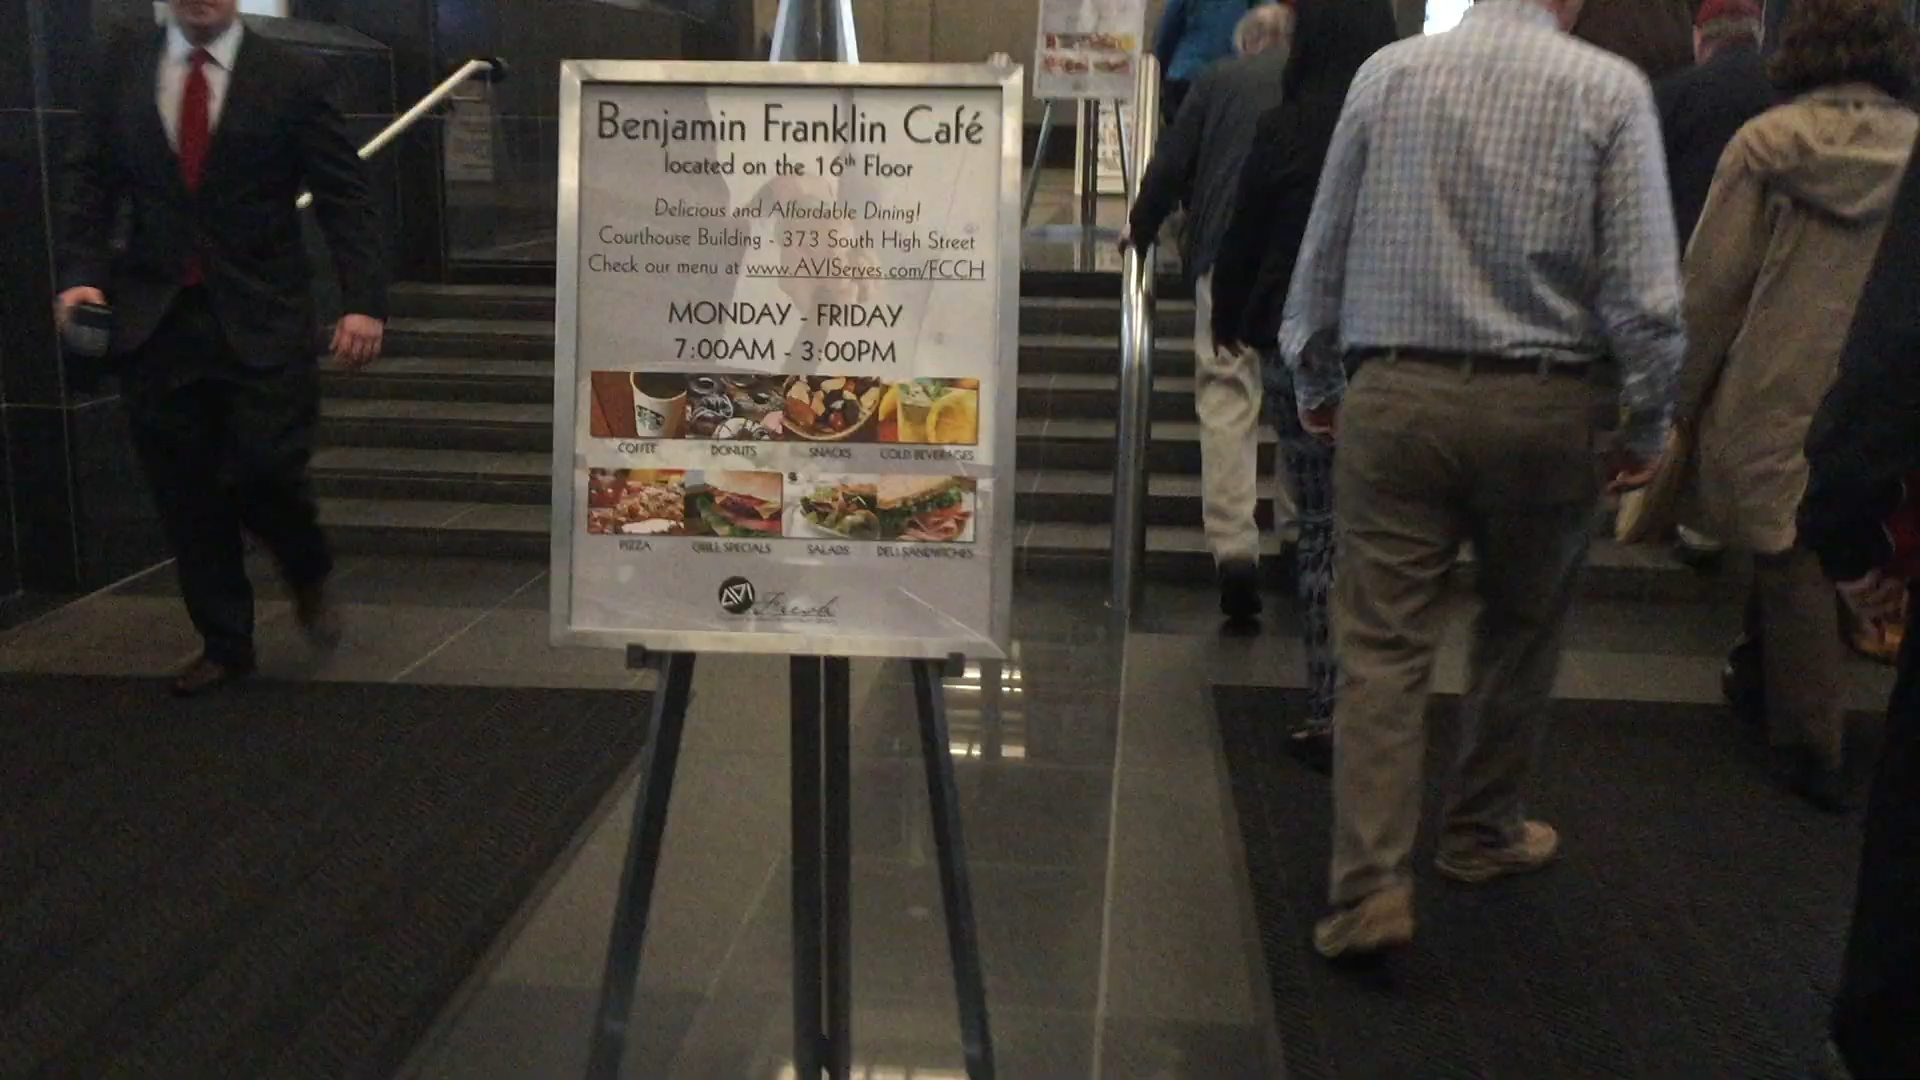 Benjamin Franklin Café
located on the 16th Floor
Delicious and Affordable Dining!
Courthouse Building - 373 South High Street
Check our menu at www.AVIServes.com/FCCH
MONDAY - FRIDAY
7:00AM - 3:00PM
COFFEE DONUTS SNACKS COLD BEVERAGES
PIZZA GRILL SPECIALS SALADS DELI SANDWICHES
AVI Fresh